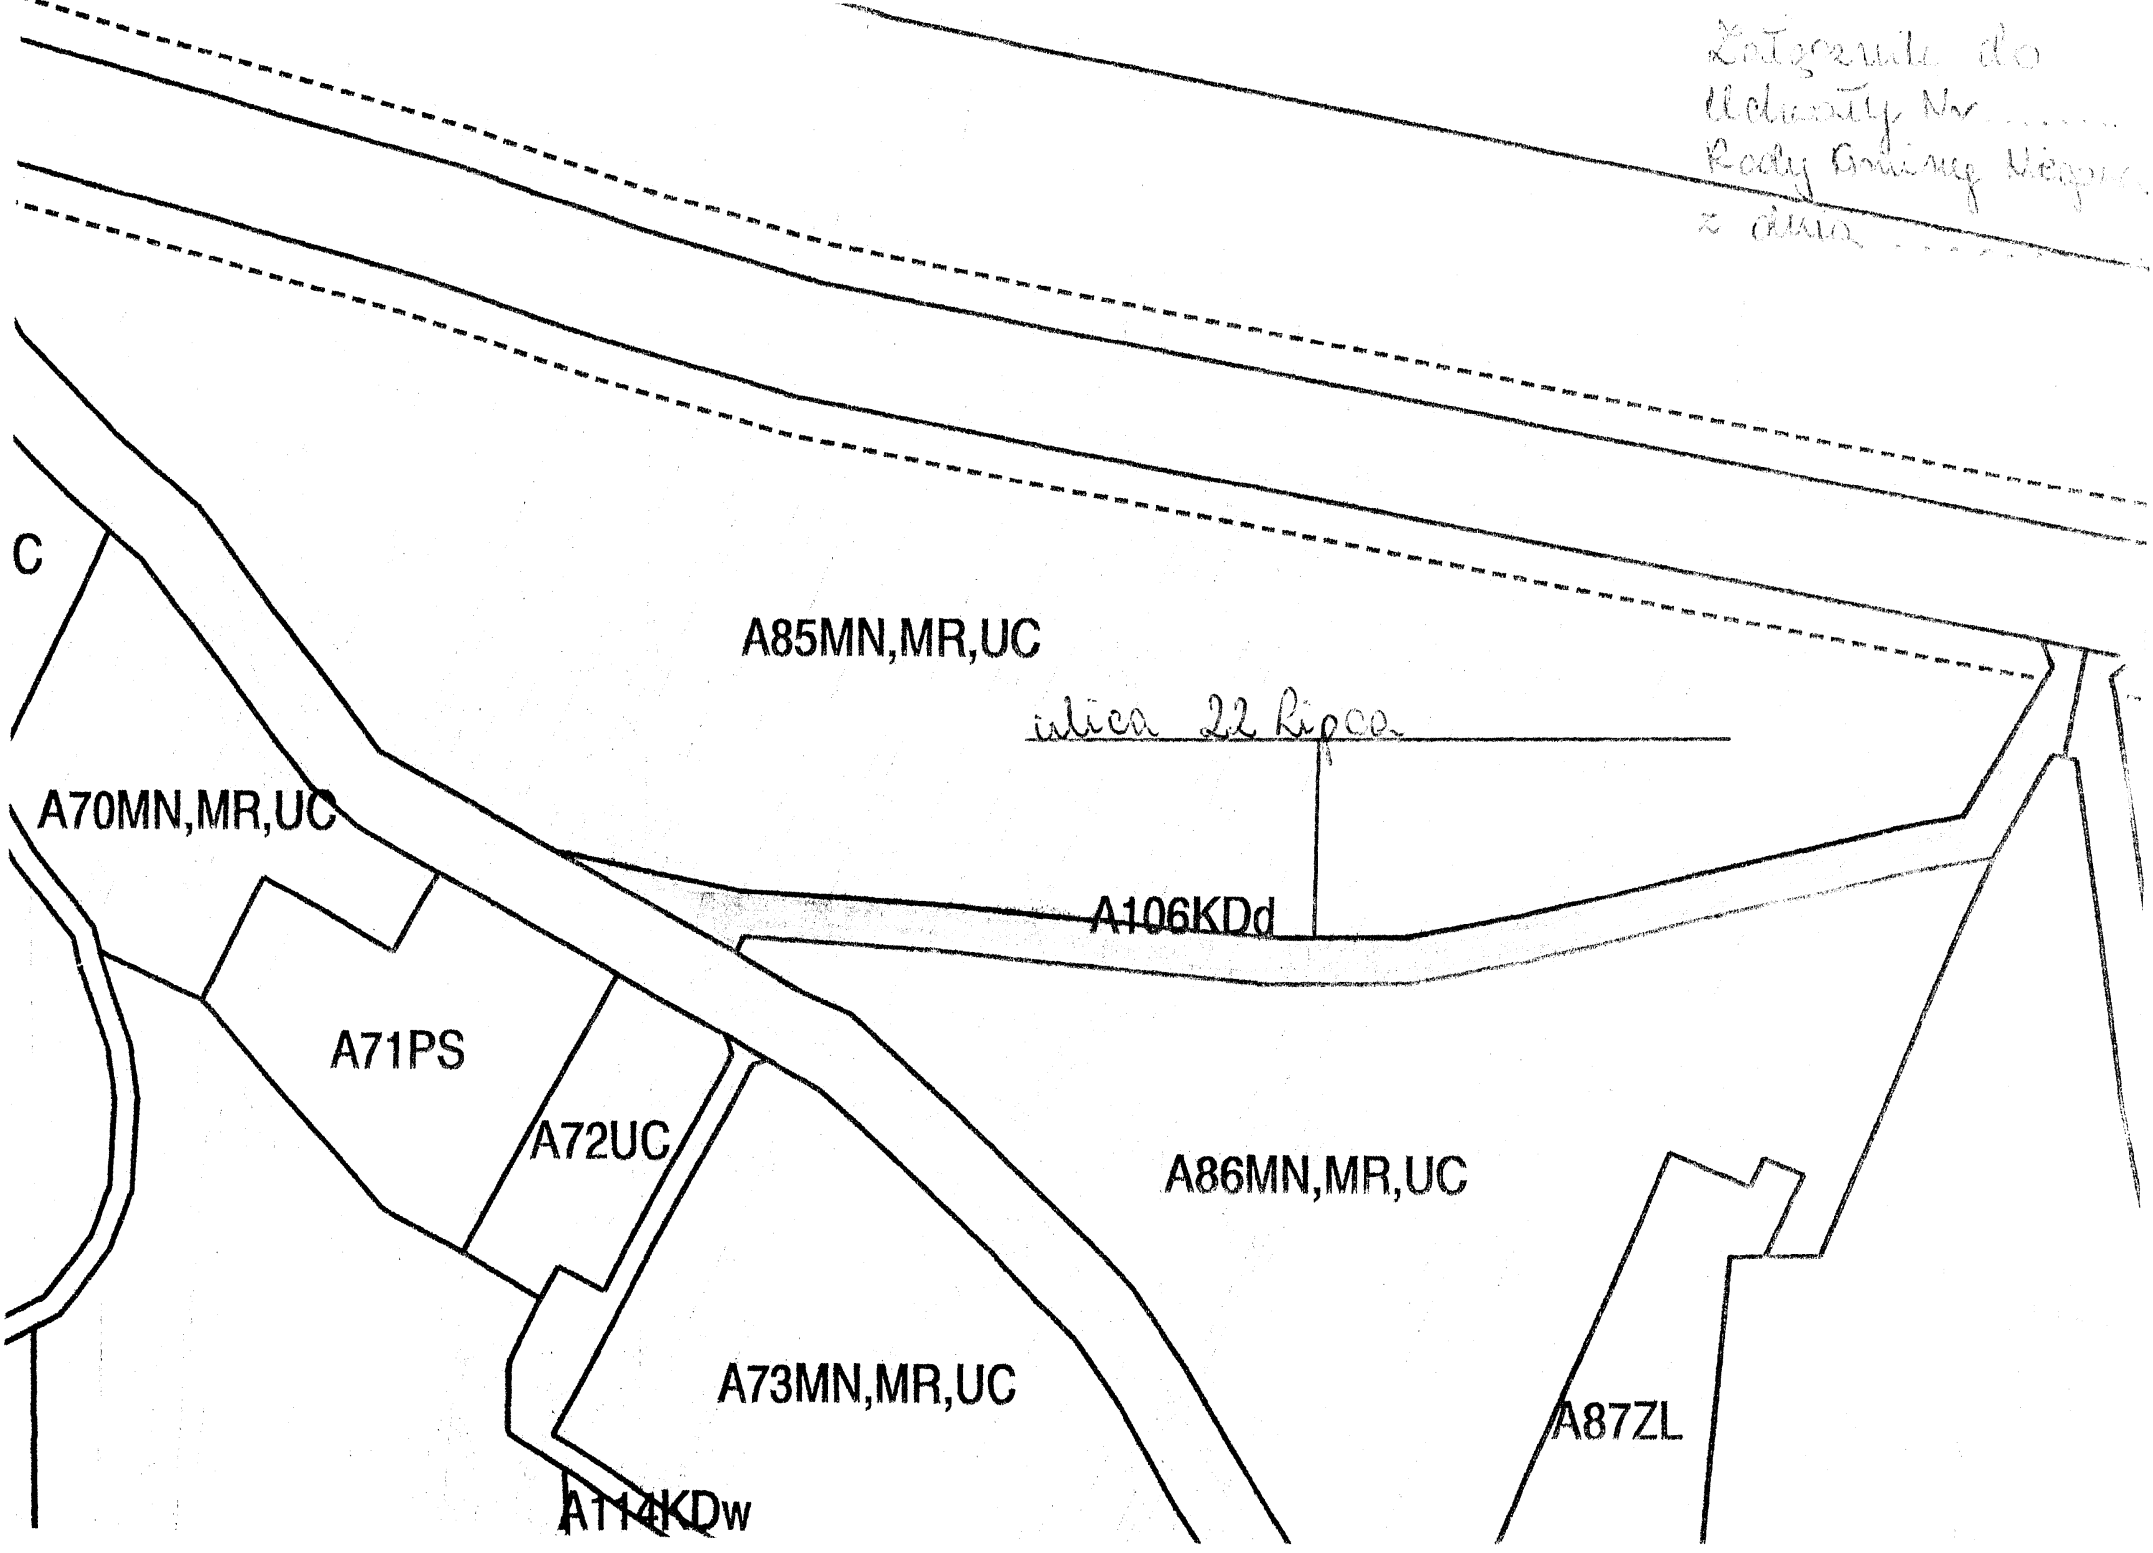 Załącznik do
Uchwały Nr ........
Rady Gminy
z dnia ..........
C
A85MN,MR,UC
ulica 22 Lipca
A70MN,MR,UC
A106KDd
A71PS
A72UC
A86MN,MR,UC
A73MN,MR,UC
A87ZL
A114KDw